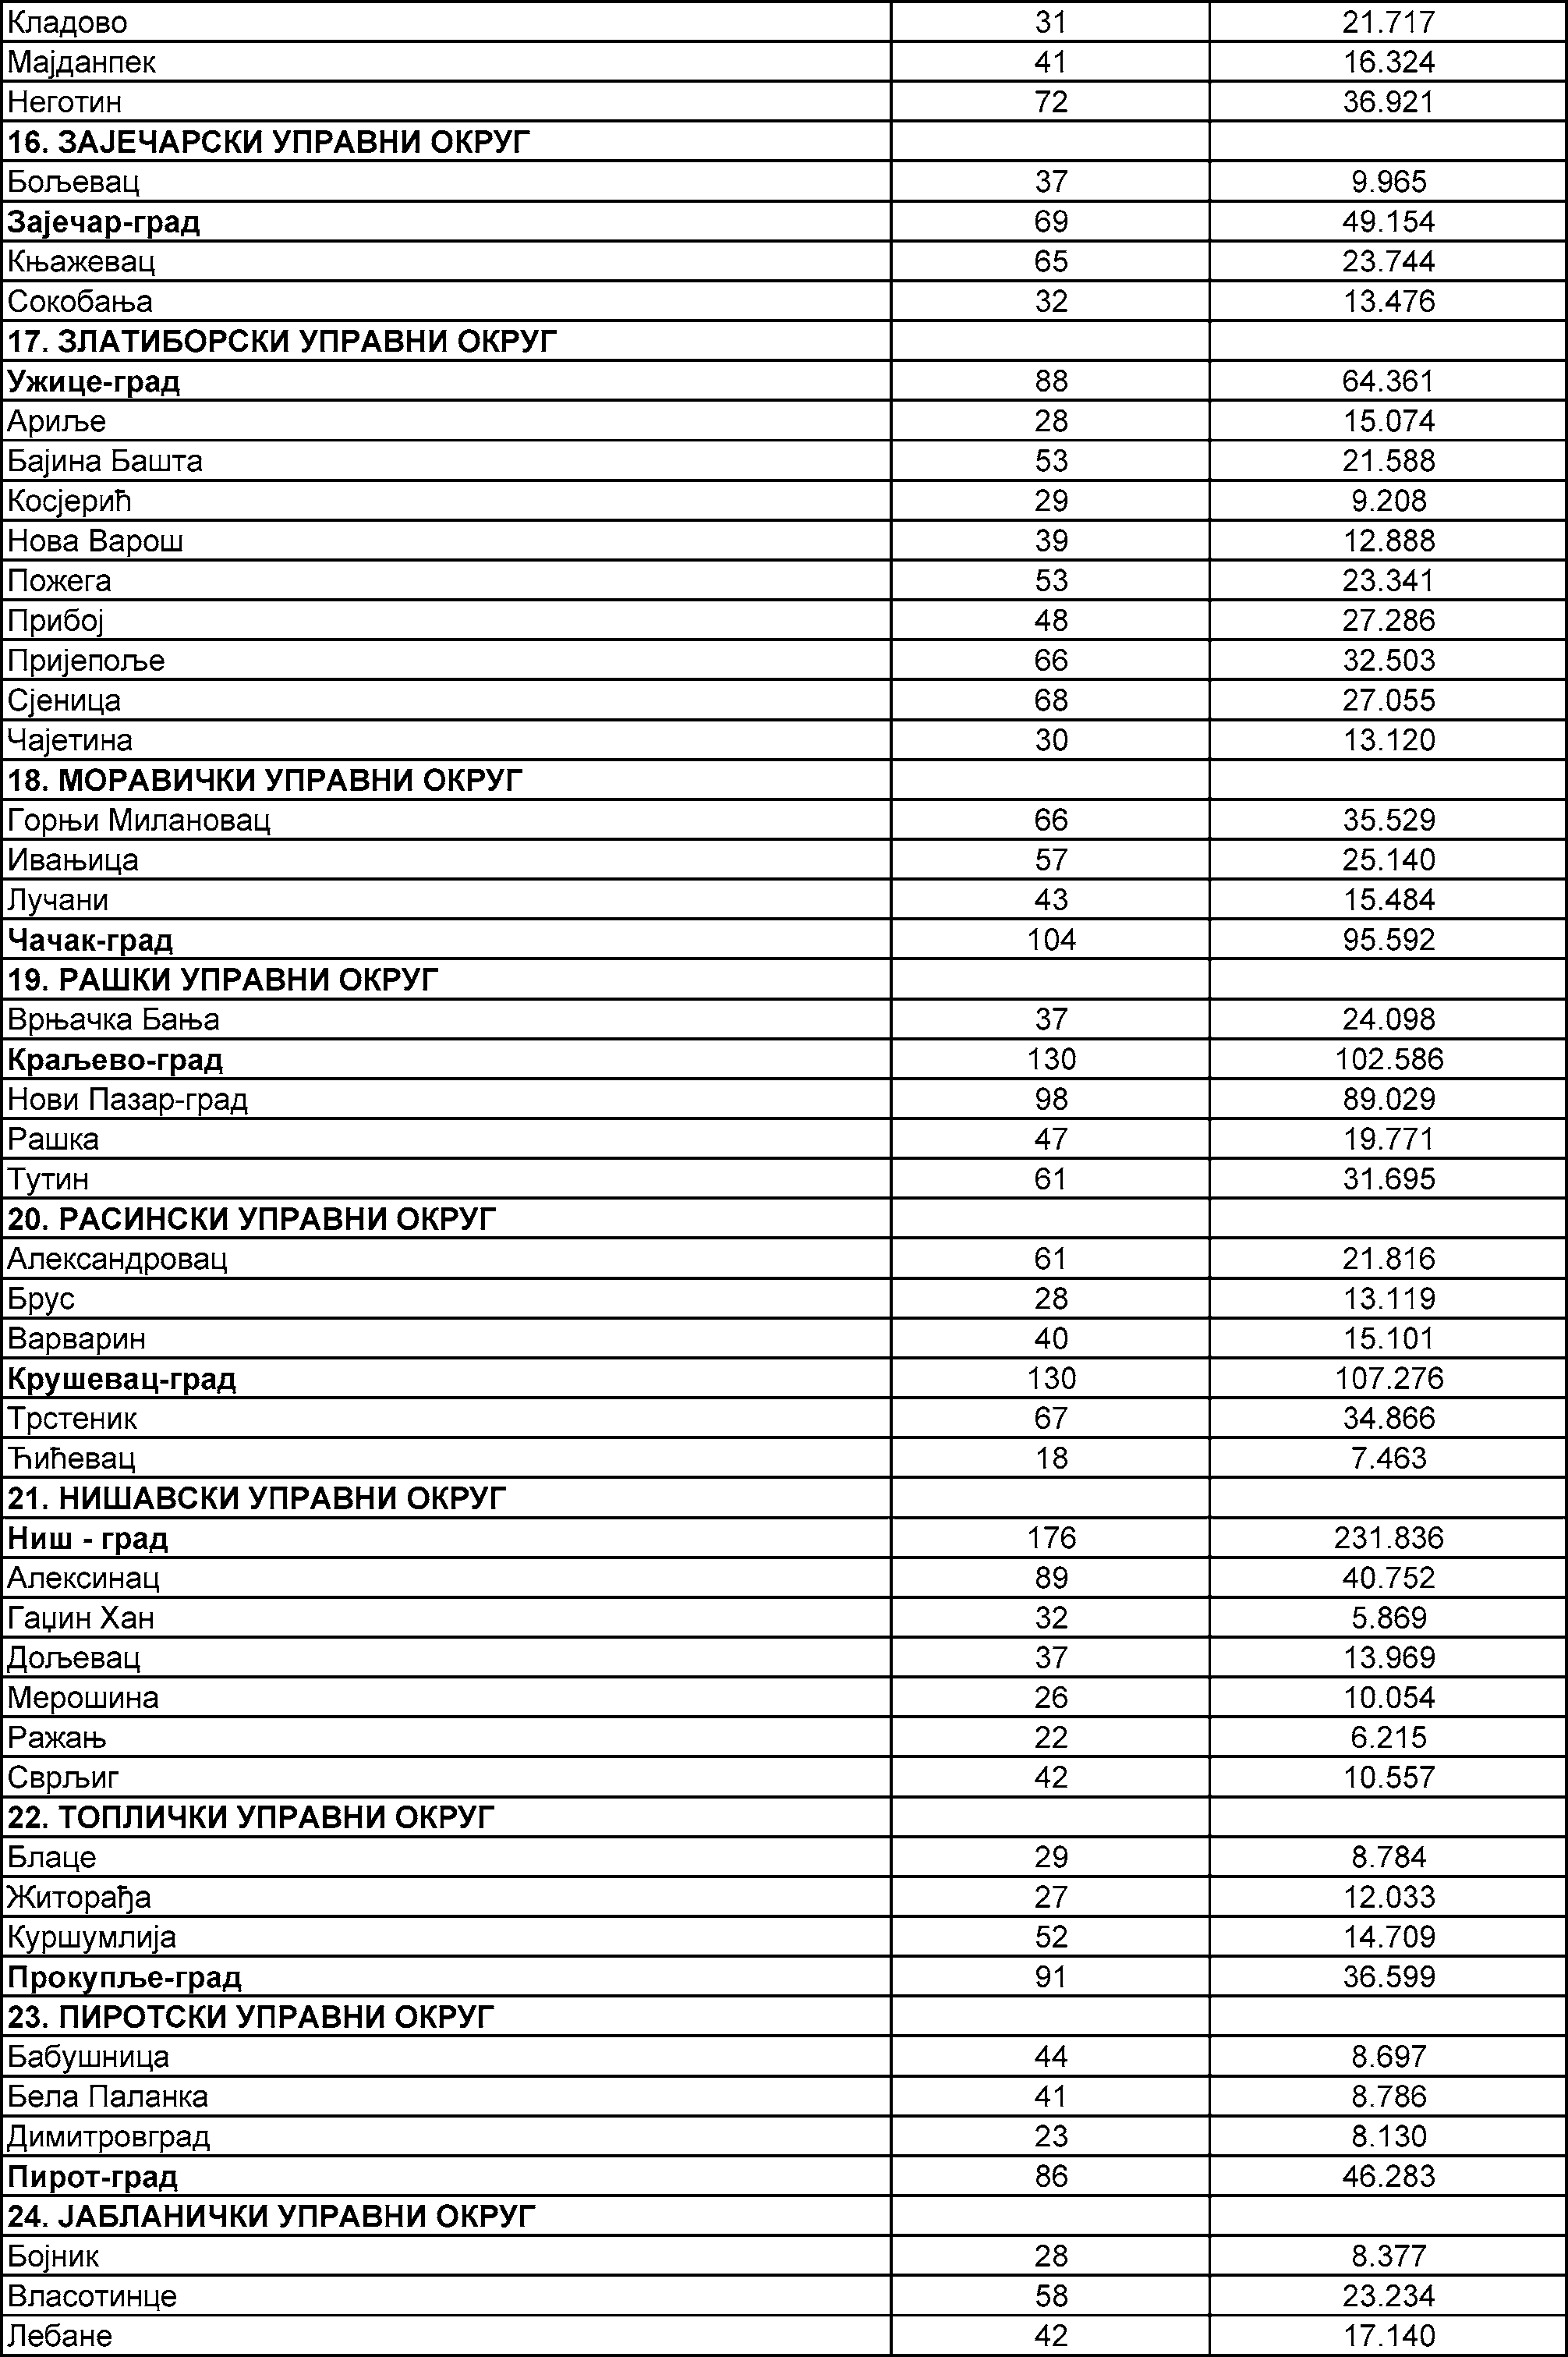 Кладово 31 21.717
Мајданпек 41 16.324
Неготин 72 36.921
16. ЗАЈЕЧАРСКИ УПРАВНИ ОКРУГ
Бољевац 37 9.965
Зајечар-град 69 49.154
Књажевац 65 23.744
Сокобања 32 13.476
17. ЗЛАТИБОРСКИ УПРАВНИ ОКРУГ
Ужице-град 88 64.361
Ариље 28 15.074
Бајина Башта 53 21.588
Косјерић 29 9.208
Нова Варош 39 12.888
Пожега 53 23.341
Прибој 48 27.286
Пријепоље 66 32.503
Сјеница 68 27.055
Чајетина 30 13.120
18. МОРАВИЧКИ УПРАВНИ ОКРУГ
Горњи Милановац 66 35.529
Ивањица 57 25.140
Лучани 43 15.484
Чачак-град 104 95.592
19. РАШКИ УПРАВНИ ОКРУГ
Врњачка Бања 37 24.098
Краљево-град 130 102.586
Нови Пазар-град 98 89.029
Рашка 47 19.771
Тутин 61 31.695
20. РАСИНСКИ УПРАВНИ ОКРУГ
Александровац 61 21.816
Брус 28 13.119
Варварин 40 15.101
Крушевац-град 130 107.276
Трстеник 67 34.866
Ћићевац 18 7.463
21. НИШАВСКИ УПРАВНИ ОКРУГ
Ниш - град 176 231.836
Алексинац 89 40.752
Гаџин Хан 32 5.869
Дољевац 37 13.969
Мерошина 26 10.054
Ражањ 22 6.215
Сврљиг 42 10.557
22. ТОПЛИЧКИ УПРАВНИ ОКРУГ
Блаце 29 8.784
Житорађа 27 12.033
Куршумлија 52 14.709
Прокупље-град 91 36.599
23. ПИРОТСКИ УПРАВНИ ОКРУГ
Бабушница 44 8.697
Бела Паланка 41 8.786
Димитровград 23 8.130
Пирот-град 86 46.283
24. ЈАБЛАНИЧКИ УПРАВНИ ОКРУГ
Бојник 28 8.377
Власотинце 58 23.234
Лебане 42 17.140